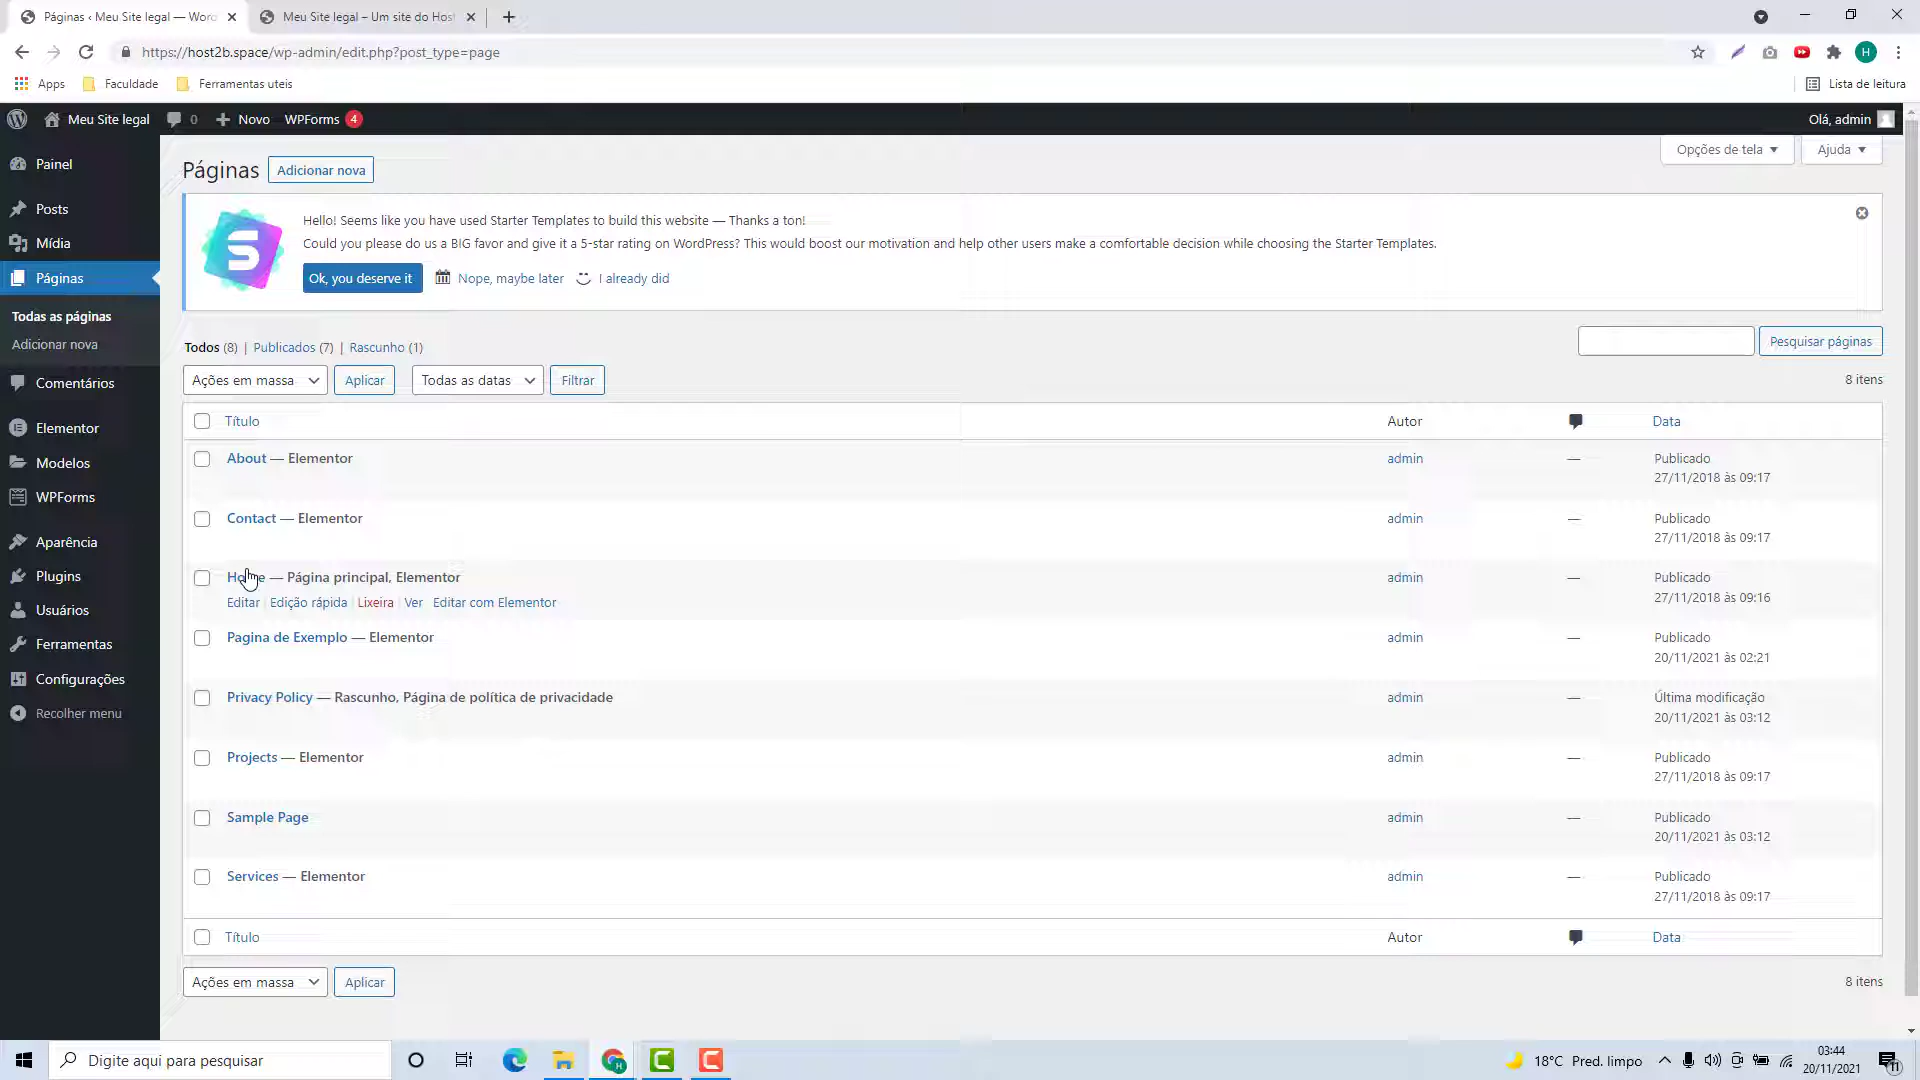 Páginas ‹ Meu Site legal — Wor
Meu Site legal – Um site do Host
https://host2b.space/wp-admin/edit.php?post_type=page
H
Apps
Faculdade
Ferramentas uteis
Lista de leitura
Meu Site legal
0
Novo
WPForms 4
Olá, admin
Painel
Posts
Mídia
Páginas
Todas as páginas
Adicionar nova
Comentários
Elementor
Modelos
WPForms
Aparência
Plugins
Usuários
Ferramentas
Configurações
Recolher menu
Opções de tela
Ajuda
Páginas
Adicionar nova
Hello! Seems like you have used Starter Templates to build this website — Thanks a ton!
Could you please do us a BIG favor and give it a 5-star rating on WordPress? This would boost our motivation and help other users make a comfortable decision while choosing the Starter Templates.
Ok, you deserve it
Nope, maybe later
I already did
Todos (8) | Publicados (7) | Rascunho (1)
Pesquisar páginas
Ações em massa
Aplicar
Todas as datas
Filtrar
8 itens
Título
Autor
Data
About — Elementor
admin
—
Publicado
27/11/2018 às 09:17
Contact — Elementor
admin
—
Publicado
27/11/2018 às 09:17
Home — Página principal, Elementor
admin
—
Publicado
27/11/2018 às 09:16
Editar | Edição rápida | Lixeira | Ver | Editar com Elementor
Pagina de Exemplo — Elementor
admin
—
Publicado
20/11/2021 às 02:21
Privacy Policy — Rascunho, Página de política de privacidade
admin
—
Última modificação
20/11/2021 às 03:12
Projects — Elementor
admin
—
Publicado
27/11/2018 às 09:17
Sample Page
admin
—
Publicado
20/11/2021 às 03:12
Services — Elementor
admin
—
Publicado
27/11/2018 às 09:17
Título
Autor
Data
Ações em massa
Aplicar
8 itens
Digite aqui para pesquisar
18°C Pred. limpo
03:44
20/11/2021
11